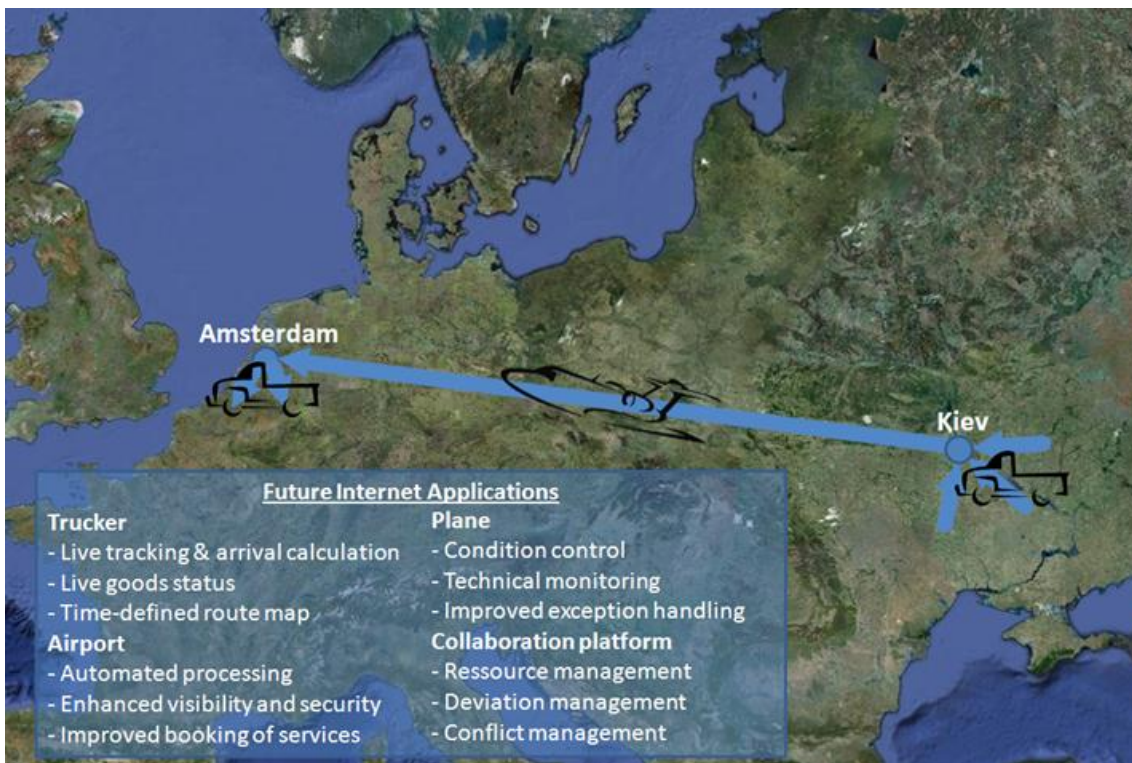 Amsterdam
Kiev
Future Internet Applications
Trucker
- Live tracking & arrival calculation
- Live goods status
- Time-defined route map
Airport
- Automated processing
- Enhanced visibility and security
- Improved booking of services
Plane
- Condition control
- Technical monitoring
- Improved exception handling
Collaboration platform
- Ressource management
- Deviation management
- Conflict management